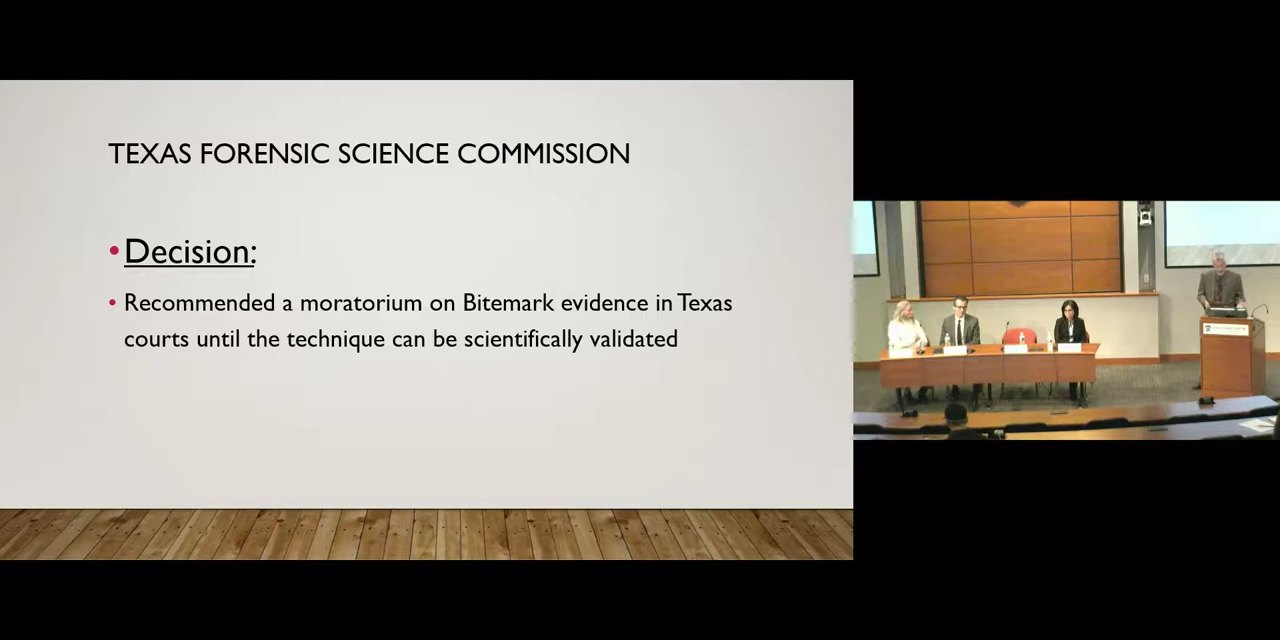 TEXAS FORENSIC SCIENCE COMMISSION
•Decision:
• Recommended a moratorium on Bitemark evidence in Texas
courts until the technique can be scientifically validated